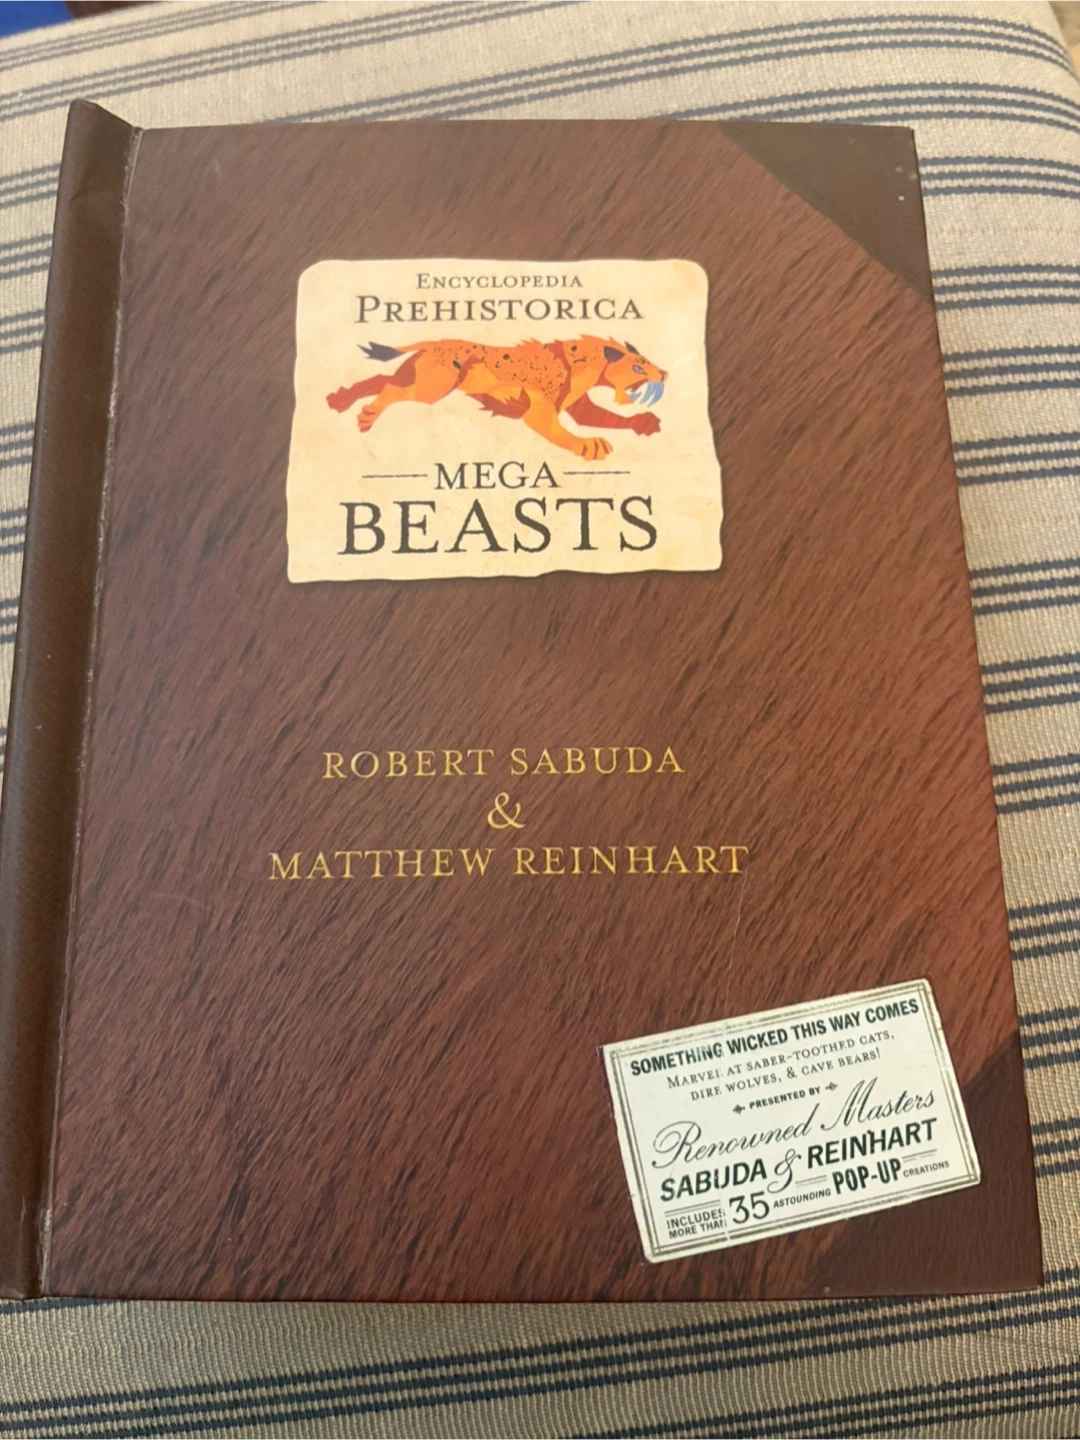 ENCYCLOPEDIA
PREHISTORICA
MEGA
BEASTS
ROBERT SABUDA
&
MATTHEW REINHART
SOMETHING WICKED THIS WAY COMES
MARVEL AT SABER-TOOTHED CATS,
DIRE WOLVES, & CAVE BEARS!
PRESENTED BY
Renowned Masters
SABUDA & REINHART
INCLUDES MORE THAN 35 ASTOUNDING POP-UP CREATIONS